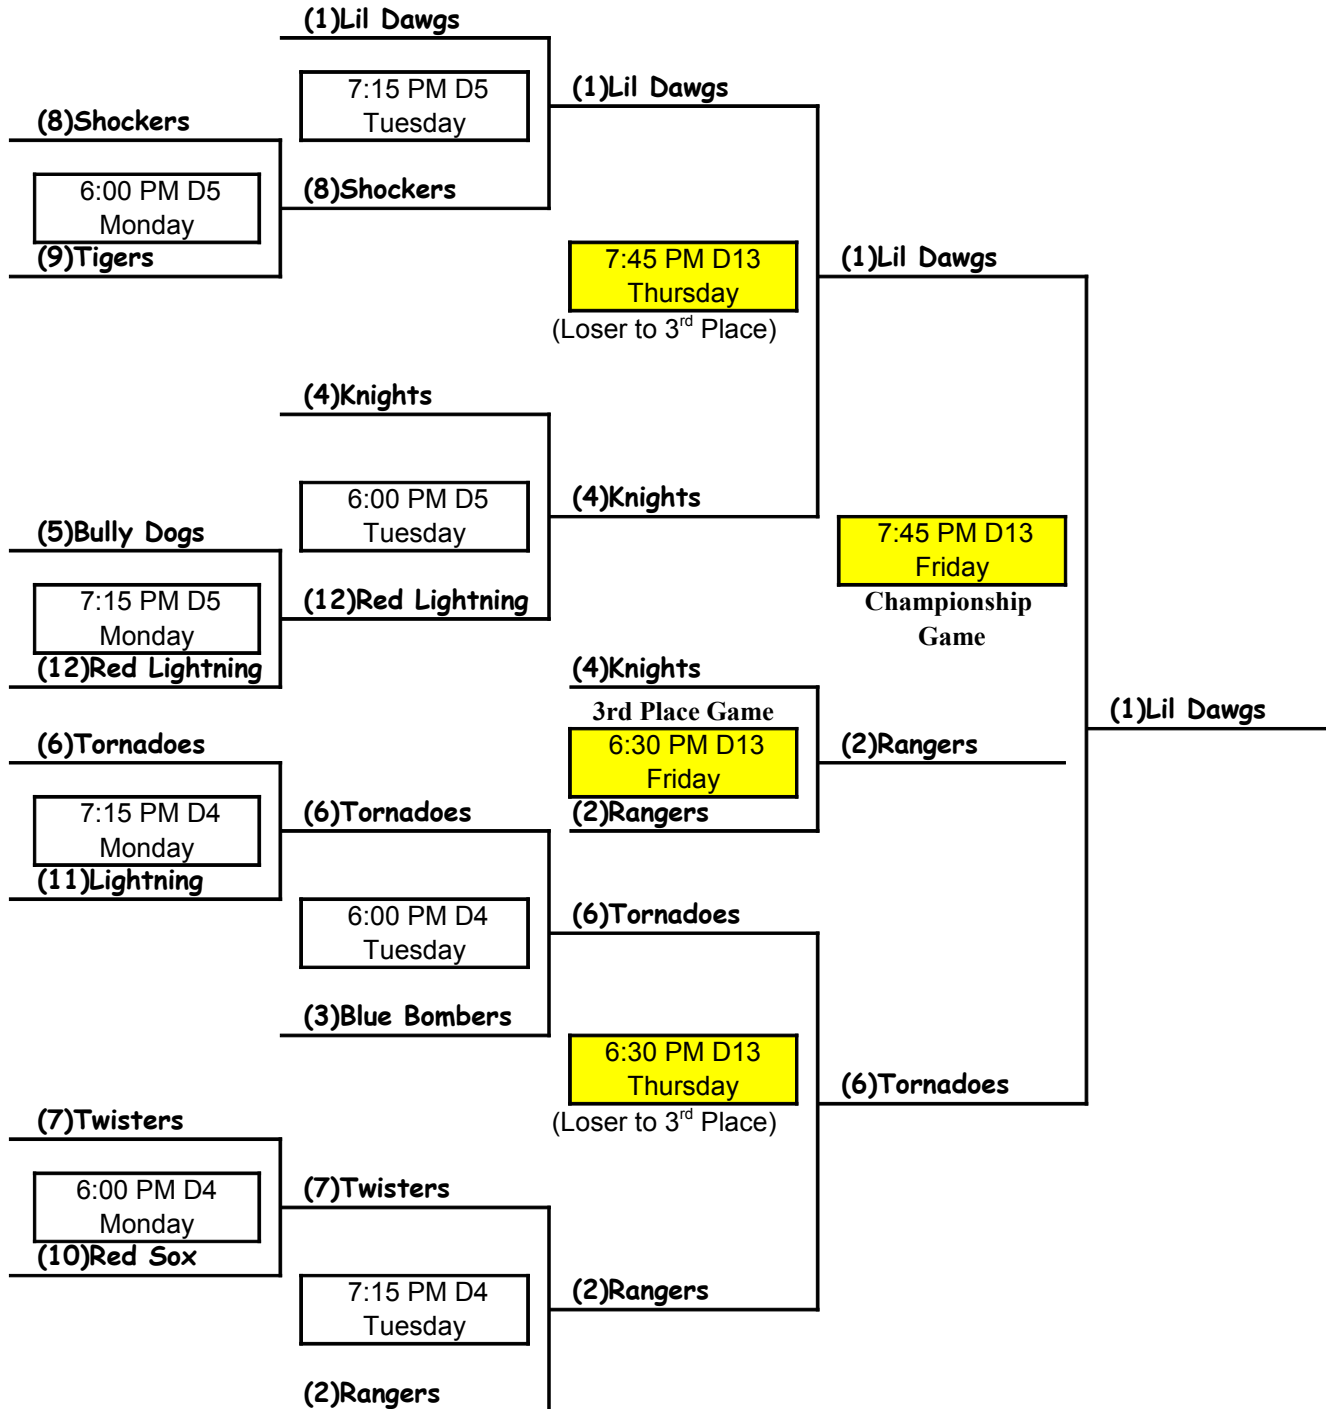 (1)Lil Dawgs
7:15 PM D5
Tuesday
(1)Lil Dawgs
(8)Shockers
6:00 PM D5
Monday
(8)Shockers
(9)Tigers
7:45 PM D13
Thursday
(Loser to 3rd Place)
(1)Lil Dawgs
(4)Knights
6:00 PM D5
Tuesday
(4)Knights
(5)Bully Dogs
7:15 PM D5
Monday
(12)Red Lightning
(12)Red Lightning
7:45 PM D13
Friday
Championship
Game
(4)Knights
3rd Place Game
6:30 PM D13
Friday
(2)Rangers
(2)Rangers
(1)Lil Dawgs
(6)Tornadoes
7:15 PM D4
Monday
(11)Lightning
(6)Tornadoes
6:00 PM D4
Tuesday
(6)Tornadoes
(3)Blue Bombers
6:30 PM D13
Thursday
(Loser to 3rd Place)
(6)Tornadoes
(7)Twisters
6:00 PM D4
Monday
(10)Red Sox
(7)Twisters
7:15 PM D4
Tuesday
(2)Rangers
(2)Rangers